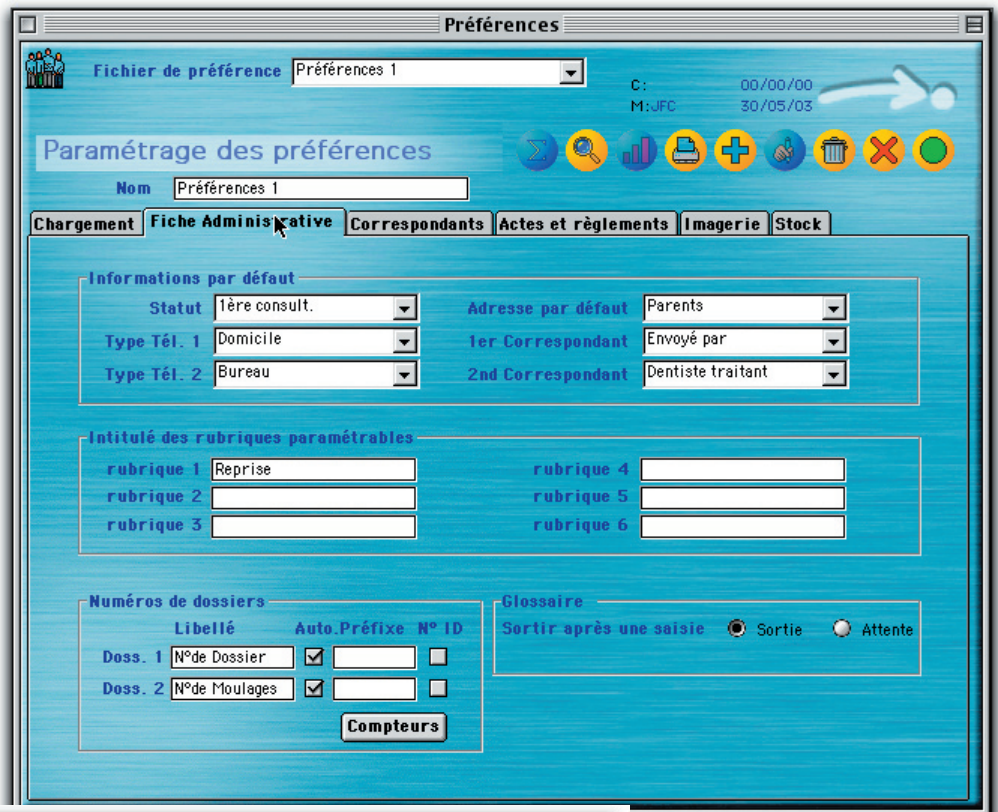 Préférences
Fichier de préférence Préférences 1
C: 00/00/00
M:JFC 30/05/03
Paramétrage des préférences
Nom Préférences 1
Chargement Fiche Administrative Correspondants Actes et règlements Imagerie Stock
Informations par défaut
Statut 1ère consult. Adresse par défaut Parents
Type Tél. 1 Domicile 1er Correspondant Envoyé par
Type Tél. 2 Bureau 2nd Correspondant Dentiste traitant
Intitulé des rubriques paramétrables
rubrique 1 Reprise rubrique 4
rubrique 2 rubrique 5
rubrique 3 rubrique 6
Numéros de dossiers Glossaire
Libellé Auto.Préfixe N° ID Sortir après une saisie Sortie Attente
Doss. 1 N°de Dossier
Doss. 2 N°de Moulages
Compteurs